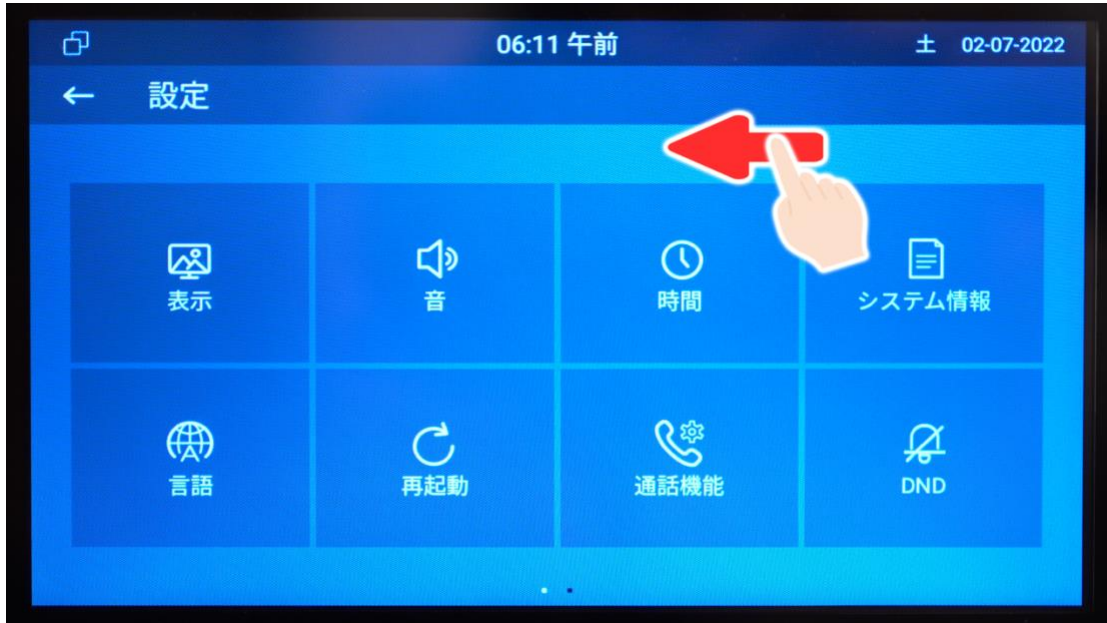 06:11 午前
土 02-07-2022
設定
表示
音
時間
システム情報
言語
再起動
通話機能
DND